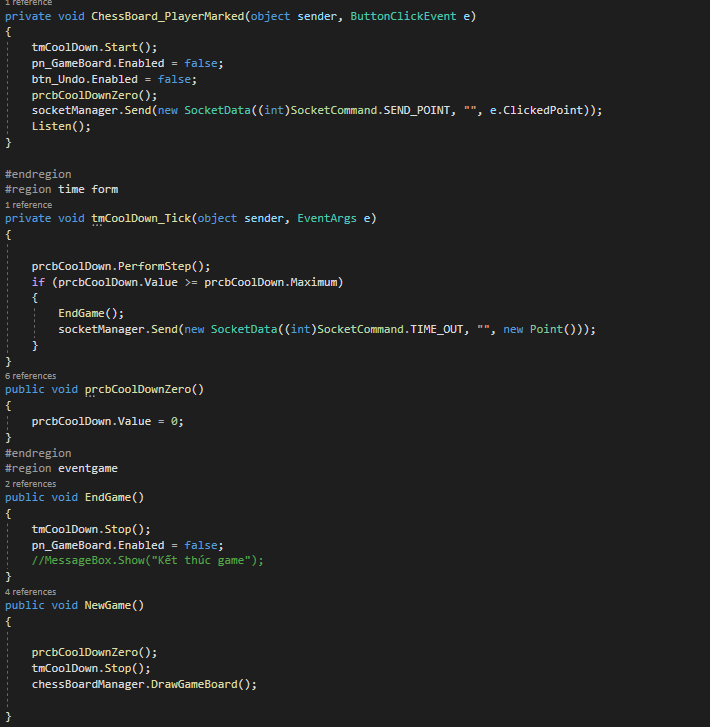 1 reference
private void ChessBoard_PlayerMarked(object sender, ButtonClickEvent e)
{
tmCoolDown.Start();
pn_GameBoard.Enabled = false;
btn_Undo.Enabled = false;
prcbCoolDownZero();
socketManager.Send(new SocketData((int)SocketCommand.SEND_POINT, "", e.ClickedPoint));
Listen();
}
#endregion
#region time form
1 reference
private void tmCoolDown_Tick(object sender, EventArgs e)
{
prcbCoolDown.PerformStep();
if (prcbCoolDown.Value >= prcbCoolDown.Maximum)
{
EndGame();
socketManager.Send(new SocketData((int)SocketCommand.TIME_OUT, "", new Point()));
}
}
6 references
public void prcbCoolDownZero()
{
prcbCoolDown.Value = 0;
}
#endregion
#region eventgame
2 references
public void EndGame()
{
tmCoolDown.Stop();
pn_GameBoard.Enabled = false;
//MessageBox.Show("Kết thúc game");
}
4 references
public void NewGame()
{
prcbCoolDownZero();
tmCoolDown.Stop();
chessBoardManager.DrawGameBoard();
}